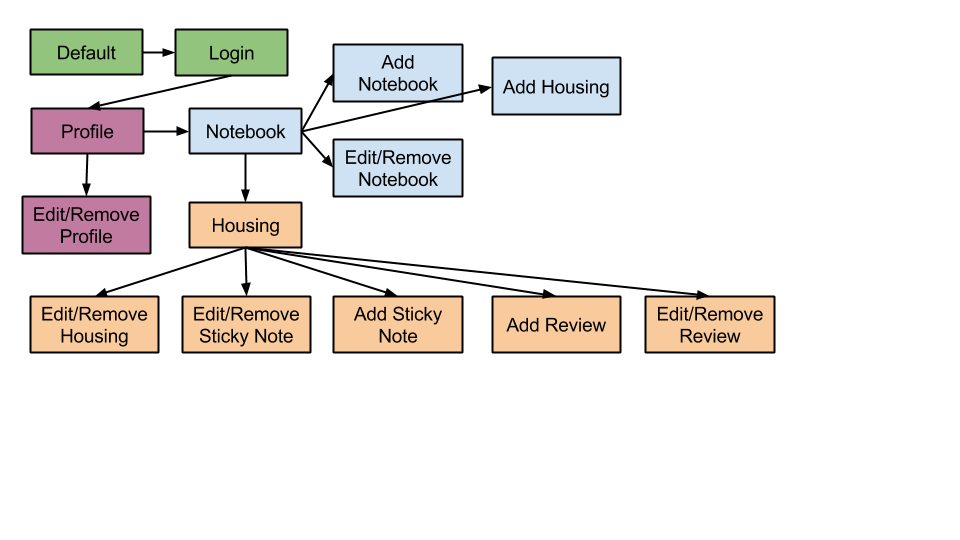 Default
Login
Add
Notebook
Add Housing
Profile
Notebook
Edit/Remove
Notebook
Edit/Remove
Profile
Housing
Edit/Remove
Housing
Edit/Remove
Sticky Note
Add Sticky
Note
Add Review
Edit/Remove
Review